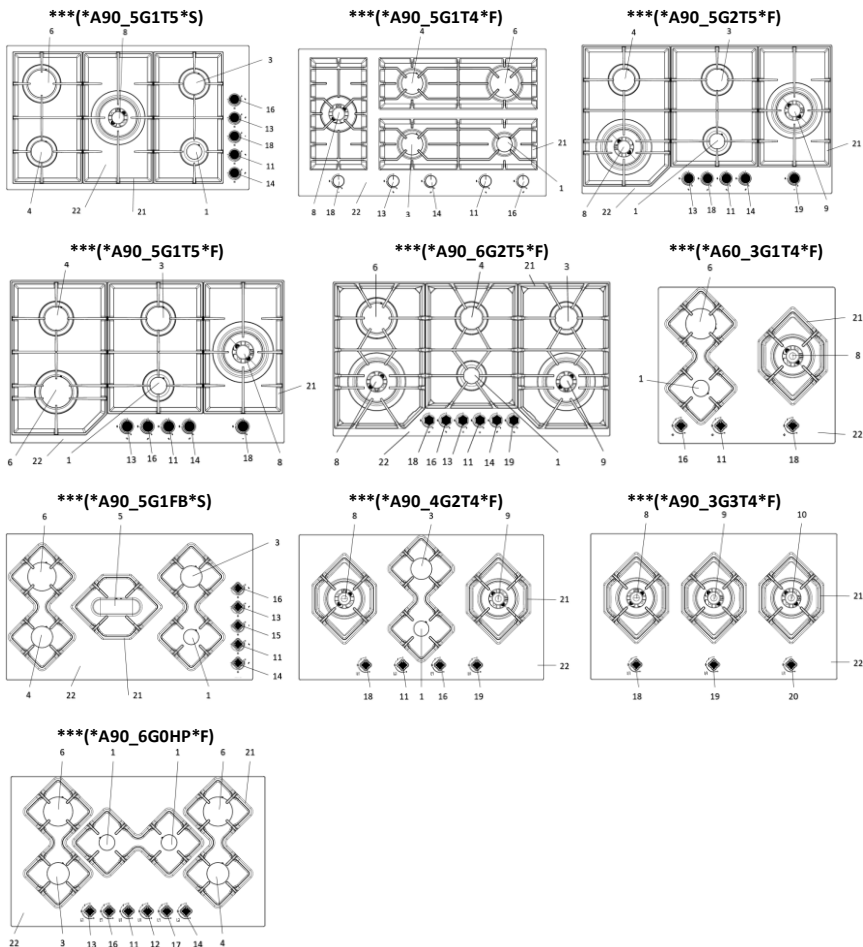 ***(*A90_5G1T5*S) ***(*A90_5G1T4*F) ***(*A90_5G2T5*F)
6 8 4 6 4 3
3
16
13
18
11
14
21
21
1
9
4 22 21 1
8 18 22 13 3 14 11 16
8 22 1 13 18 11 14 19 9
***(*A90_5G1T5*F) ***(*A90_6G2T5*F) ***(*A60_3G1T4*F)
4 3 6 4 21 3 6
21
8
1
21
6 22 1 13 16 11 14 18 8
8 22 18 16 13 11 14 19 1 9
16 11 18 22
***(*A90_5G1FB*S) ***(*A90_4G2T4*F) ***(*A90_3G3T4*F)
6 5 3 8 3 9 8 9 10
16
13
15
11
14
21
21
22
22
4 22 21 1
18 11 1 16 19
18 19 20
***(*A90_6G0HP*F)
6 1 1 6 21
22 3 13 16 11 12 17 14 4